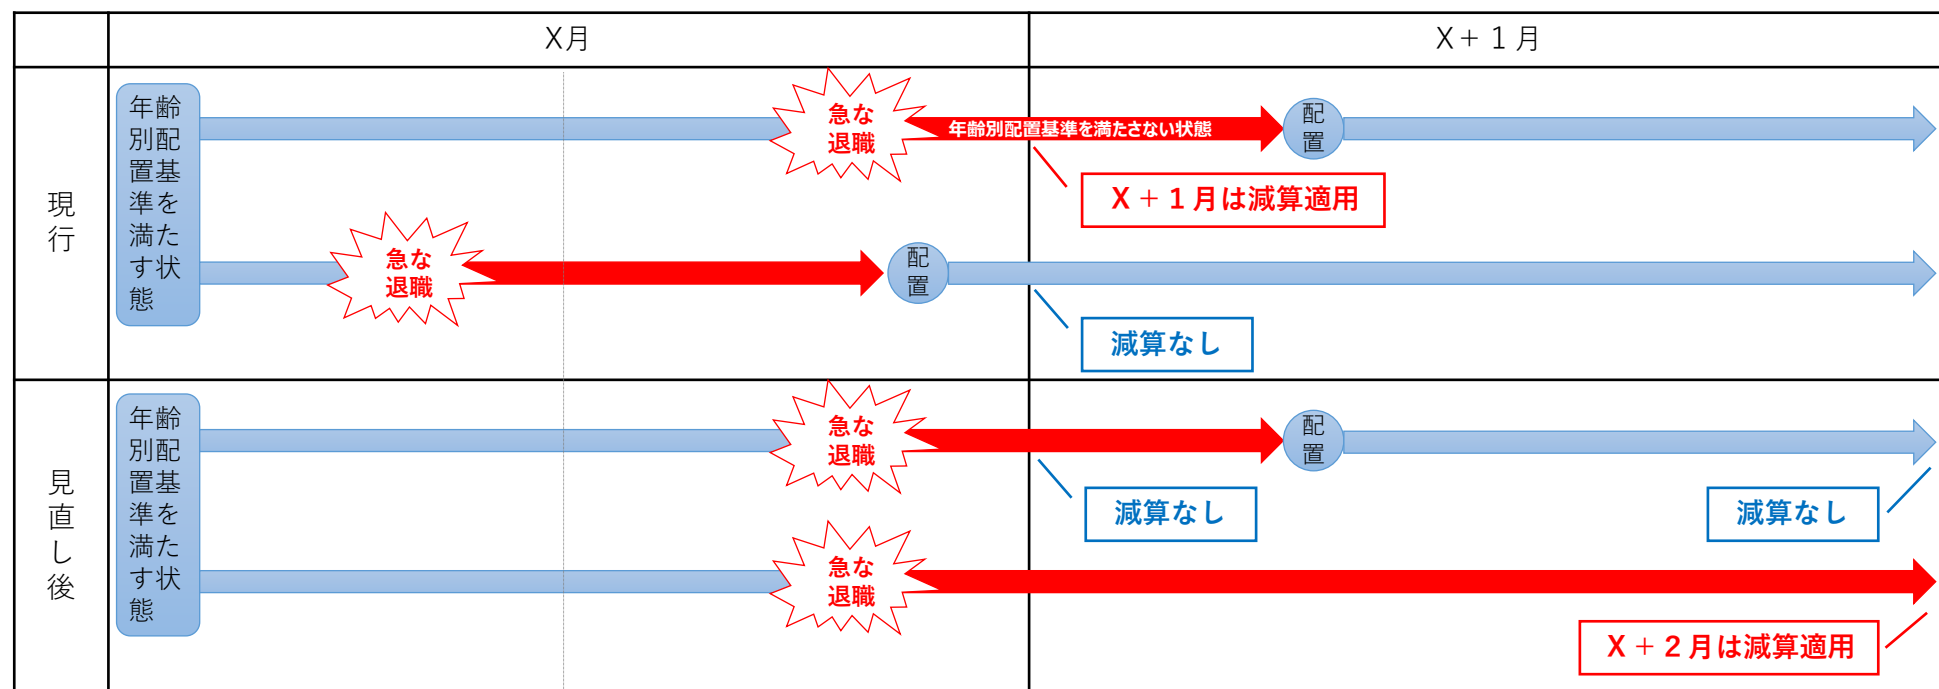 X月
X+1月
現行
年齢別配置基準を満たす状態
急な
退職
年齢別配置基準を満たさない状態
配置
X+1月は減算適用
急な
退職
配置
減算なし
見直し後
年齢別配置基準を満たす状態
急な
退職
配置
減算なし
減算なし
急な
退職
X+2月は減算適用